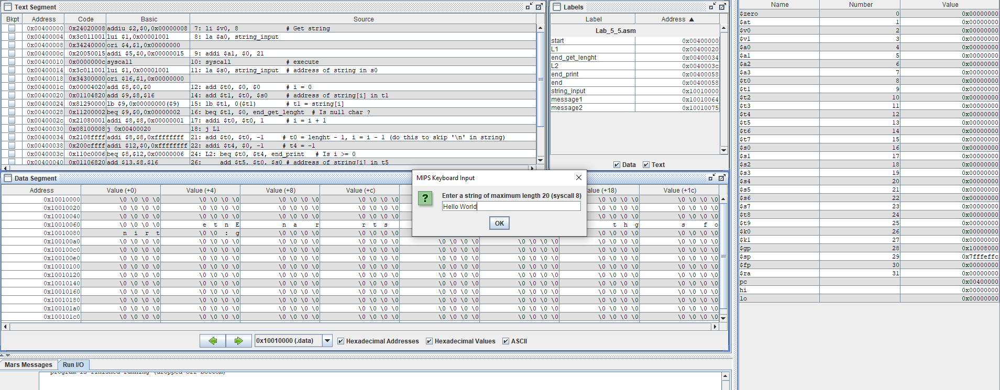 Text Segment
Bkpt Address Code Basic Source
0x00400000 0x24020008 addiu $2,$0,0x00000008 7: li $v0, 8 # Get string
0x00400004 0x3c011001 lui $1,0x00001001 8: la $a0, string_input
0x00400008 0x34240000 ori $4,$1,0x00000000
0x0040000c 0x20050015 addi $5,$0,0x00000015 9: addi $a1, $0, 21
0x00400010 0x0000000c syscall 10: syscall # execute
0x00400014 0x3c011001 lui $1,0x00001001 11: la $s0, string_input # address of string in s0
0x00400018 0x34300000 ori $16,$1,0x00000000
0x0040001c 0x00004020 add $8,$0,$0 12: add $t0, $0, $0 # i = 0
0x00400020 0x01104820 add $9,$8,$16 14: add $t1, $t0, $s0 # address of string[i] in t1
0x00400024 0x81290000 lb $9,0x00000000($9) 15: lb $t1, 0($t1) # t1 = string[i]
0x00400028 0x11200002 beq $9,$0,0x00000002 16: beq $t1, $0, end_get_lenght # Is null char ?
0x0040002c 0x21080001 addi $8,$8,0x00000001 17: addi $t0, $t0, 1 # i = i + 1
0x00400030 0x08100008 j 0x00400020 18: j L1
0x00400034 0x2108ffff addi $8,$8,0xffffffff 21: add $t0, $t0, -1 # t0 = lenght - 1, i = i - 1 (do this to skip '\n' in string)
0x00400038 0x200cffff addi $12,$0,0xffffffff 22: addi $t4, $0, -1 # t4 = -1
0x0040003c 0x110c0006 beq $8,$12,0x00000006 24: L2: beq $t0, $t4, end_print # Is i >= 0
0x00400040 0x01106820 add $13,$8,$16 26: add $t5, $t0, $s0 # address of string[i] in t5
Labels
Label Address ▲
Lab_5_5.asm
start 0x00400000
L1 0x00400020
end_get_lenght 0x00400034
L2 0x0040003c
end_print 0x00400058
end 0x00400058
string_input 0x10010000
message1 0x10010064
message2 0x10010075
Data Text
Name Number Value
$zero 0 0x00000000
$at 1 0x00000000
$v0 2 0x00000000
$v1 3 0x00000000
$a0 4 0x00000000
$a1 5 0x00000000
$a2 6 0x00000000
$a3 7 0x00000000
$t0 8 0x00000000
$t1 9 0x00000000
$t2 10 0x00000000
$t3 11 0x00000000
$t4 12 0x00000000
$t5 13 0x00000000
$t6 14 0x00000000
$t7 15 0x00000000
$s0 16 0x00000000
$s1 17 0x00000000
$s2 18 0x00000000
$s3 19 0x00000000
$s4 20 0x00000000
$s5 21 0x00000000
$s6 22 0x00000000
$s7 23 0x00000000
$t8 24 0x00000000
$t9 25 0x00000000
$k0 26 0x00000000
$k1 27 0x00000000
$gp 28 0x10008000
$sp 29 0x7fffeffc
$fp 30 0x00000000
$ra 31 0x00000000
pc 0x00400000
hi 0x00000000
lo 0x00000000
Data Segment
Address Value (+0) Value (+4) Value (+8) Value (+c) alue (+18) Value (+1c)
0x10010000 \0 \0 \0 \0 \0 \0 \0 \0 \0 \0 \0 \0 \0 \0 \0 \0 \0 \0 \0 \0 \0 \0 \0 \0
0x10010020 \0 \0 \0 \0 \0 \0 \0 \0 \0 \0 \0 \0 \0 \0 \0 \0 \0 \0 \0 \0 \0 \0 \0 \0
0x10010040 \0 \0 \0 \0 \0 \0 \0 \0 \0 \0 \0 \0 \0 \0 \0 \0 \0 \0 \0 \0 \0 \0 \0 \0
0x10010060 \0 \0 \0 \0 e t n E n a r r t s t h g s f o
0x10010080 n i r t \0 \0 : g \0 \0 \0 \0 \0 \0 \0 \0 \0 \0 \0 \0 \0 \0 \0 \0
0x100100a0 \0 \0 \0 \0 \0 \0 \0 \0 \0 \0 \0 \0 \0 \0 \0 \0 \0 \0 \0 \0 \0 \0 \0 \0 \0 \0 \0 \0 \0 \0 \0 \0
0x100100c0 \0 \0 \0 \0 \0 \0 \0 \0 \0 \0 \0 \0 \0 \0 \0 \0 \0 \0 \0 \0 \0 \0 \0 \0 \0 \0 \0 \0 \0 \0 \0 \0
0x100100e0 \0 \0 \0 \0 \0 \0 \0 \0 \0 \0 \0 \0 \0 \0 \0 \0 \0 \0 \0 \0 \0 \0 \0 \0 \0 \0 \0 \0 \0 \0 \0 \0
0x10010100 \0 \0 \0 \0 \0 \0 \0 \0 \0 \0 \0 \0 \0 \0 \0 \0 \0 \0 \0 \0 \0 \0 \0 \0 \0 \0 \0 \0 \0 \0 \0 \0
0x10010120 \0 \0 \0 \0 \0 \0 \0 \0 \0 \0 \0 \0 \0 \0 \0 \0 \0 \0 \0 \0 \0 \0 \0 \0 \0 \0 \0 \0 \0 \0 \0 \0
0x10010140 \0 \0 \0 \0 \0 \0 \0 \0 \0 \0 \0 \0 \0 \0 \0 \0 \0 \0 \0 \0 \0 \0 \0 \0 \0 \0 \0 \0 \0 \0 \0 \0
0x10010160 \0 \0 \0 \0 \0 \0 \0 \0 \0 \0 \0 \0 \0 \0 \0 \0 \0 \0 \0 \0 \0 \0 \0 \0 \0 \0 \0 \0 \0 \0 \0 \0
0x10010180 \0 \0 \0 \0 \0 \0 \0 \0 \0 \0 \0 \0 \0 \0 \0 \0 \0 \0 \0 \0 \0 \0 \0 \0 \0 \0 \0 \0 \0 \0 \0 \0
0x100101a0 \0 \0 \0 \0 \0 \0 \0 \0 \0 \0 \0 \0 \0 \0 \0 \0 \0 \0 \0 \0 \0 \0 \0 \0 \0 \0 \0 \0 \0 \0 \0 \0
0x100101c0 \0 \0 \0 \0 \0 \0 \0 \0 \0 \0 \0 \0 \0 \0 \0 \0 \0 \0 \0 \0 \0 \0 \0 \0 \0 \0 \0 \0 \0 \0 \0 \0
MIPS Keyboard Input
Enter a string of maximum length 20 (syscall 8)
Hello World
OK
0x10010000 (.data) Hexadecimal Addresses Hexadecimal Values ASCII
Mars Messages Run I/O
program is finished running (dropped off bottom)